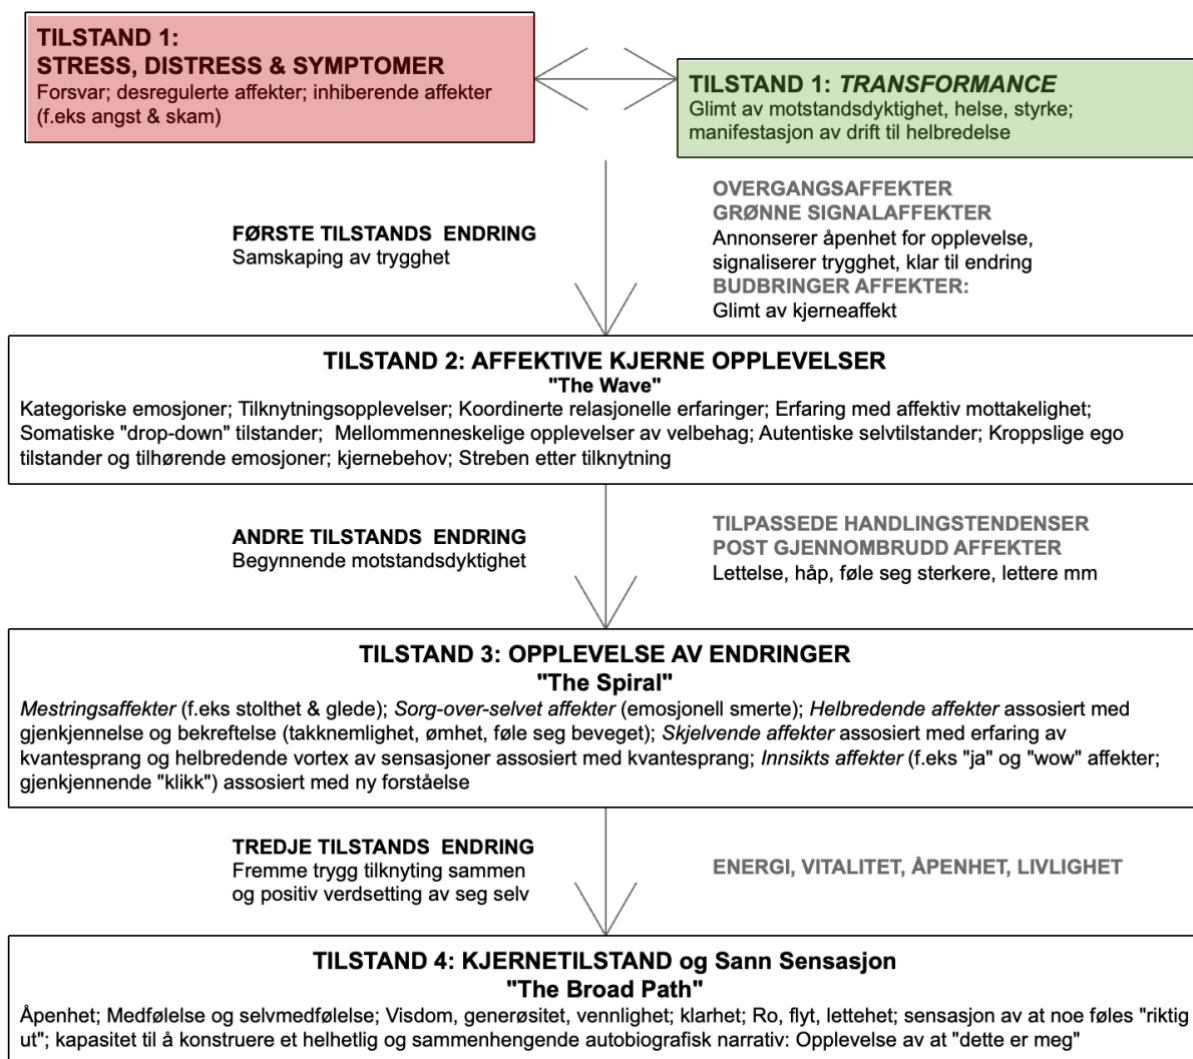 TILSTAND 1:
STRESS, DISTRESS & SYMPTOMER
Forsvar; desregulerte affekter; inhiberende affekter
(f.eks angst & skam)
TILSTAND 1: TRANSFORMANCE
Glimt av motstandsdyktighet, helse, styrke;
manifestasjon av drift til helbredelse
FØRSTE TILSTANDS ENDRING
Samskaping av trygghet
OVERGANGSAFFEKTER
GRØNNE SIGNALAFFEKTER
Annonserer åpenhet for opplevelse,
signaliserer trygghet, klar til endring
BUDBRINGER AFFEKTER:
Glimt av kjerneaffekt
TILSTAND 2: AFFEKTIVE KJERNE OPPLEVELSER
"The Wave"
Kategoriske emosjoner; Tilknytningsopplevelser; Koordinerte relasjonelle erfaringer; Erfaring med affektiv mottakelighet;
Somatiske "drop-down" tilstander; Mellommenneskelige opplevelser av velbehag; Autentiske selvtilstander; Kroppslige ego
tilstander og tilhørende emosjoner; kjernebehov; Streben etter tilknytning
ANDRE TILSTANDS ENDRING
Begynnende motstandsdyktighet
TILPASSEDE HANDLINGSTENDENSER
POST GJENNOMBRUDD AFFEKTER
Lettelse, håp, føle seg sterkere, lettere mm
TILSTAND 3: OPPLEVELSE AV ENDRINGER
"The Spiral"
Mestringsaffekter (f.eks stolthet & glede); Sorg-over-selvet affekter (emosjonell smerte); Helbredende affekter assosiert med
gjenkjennelse og bekreftelse (takknemlighet, ømhet, føle seg beveget); Skjelvende affekter assosiert med erfaring av
kvantesprang og helbredende vortex av sensasjoner assosiert med kvantesprang; Innsikts affekter (f.eks "ja" og "wow" affekter;
gjenkjennende "klikk") assosiert med ny forståelse
TREDJE TILSTANDS ENDRING
Fremme trygg tilknyting sammen
og positiv verdsetting av seg selv
ENERGI, VITALITET, ÅPENHET, LIVLIGHET
TILSTAND 4: KJERNETILSTAND og Sann Sensasjon
"The Broad Path"
Åpenhet; Medfølelse og selvmedfølelse; Visdom, generøsitet, vennlighet; klarhet; Ro, flyt, lettehet; sensasjon av at noe føles "riktig
ut"; kapasitet til å konstruere et helhetlig og sammenhengende autobiografisk narrativ: Opplevelse av at "dette er meg"